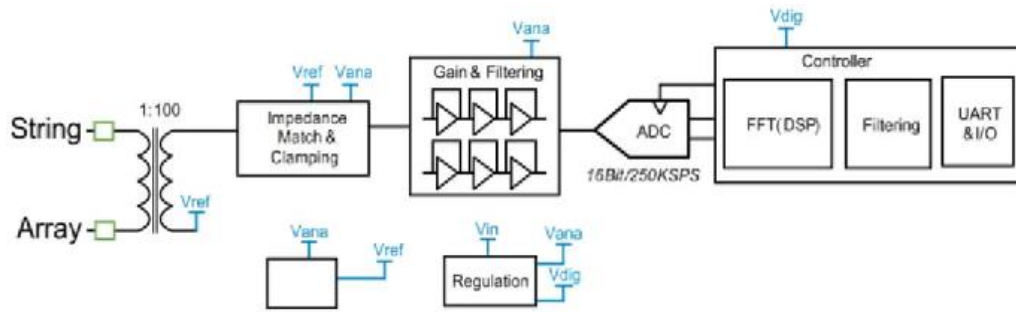 Vdig
Vana
Controller
Vref Vana
Gain & Filtering
1:100
String
Impedance
Match &
Clamping
ADC
FFT(DSP)
Filtering
UART
& I/O
16Bit/250KSPS
Array
Vref
Vana
Vref
Vin
Vana
Regulation
Vdig